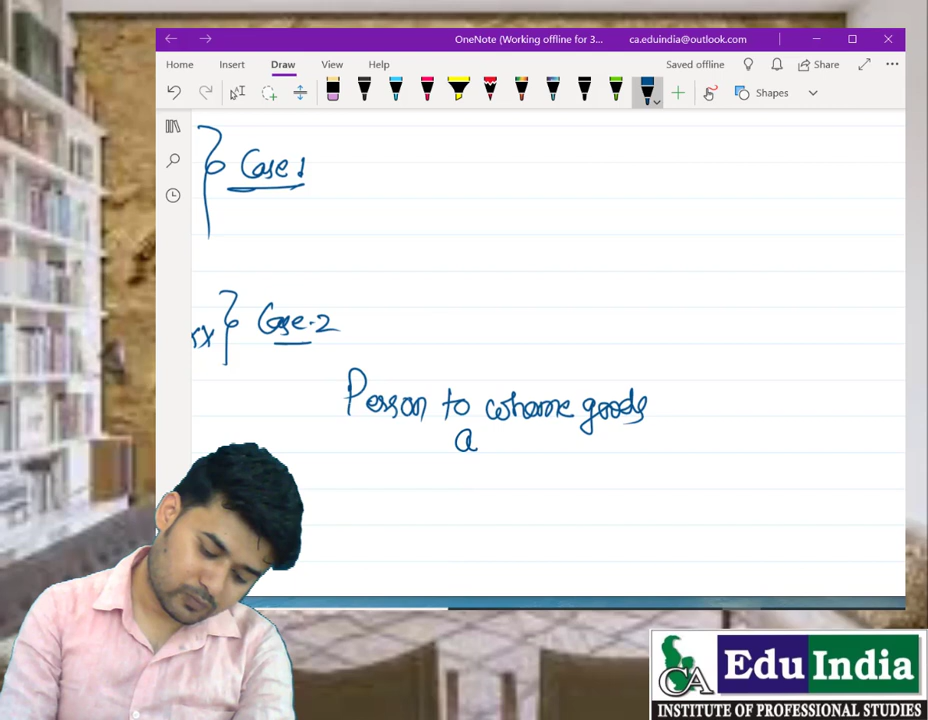 OneNote (Working offline for 3...
ca.eduindia@outlook.com
Home Insert Draw View Help
Saved offline
Share
Shapes
Case 1
Case-2
Person to whome goods
a
CA Edu India
INSTITUTE OF PROFESSIONAL STUDIES